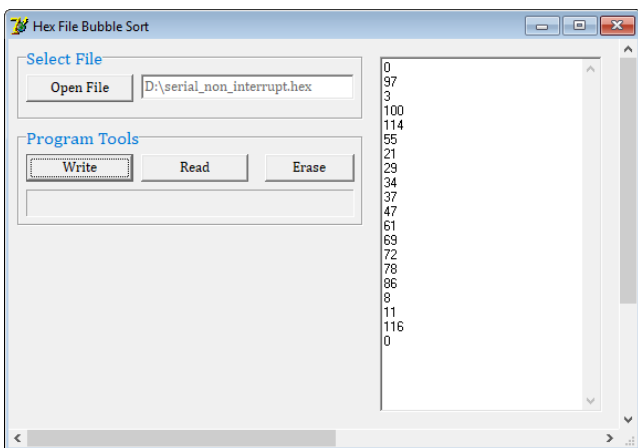 Hex File Bubble Sort
Select File
Open File
D:\serial_non_interrupt.hex
Program Tools
Write
Read
Erase
0
97
3
100
114
55
21
29
34
37
47
61
69
72
78
86
8
11
116
0